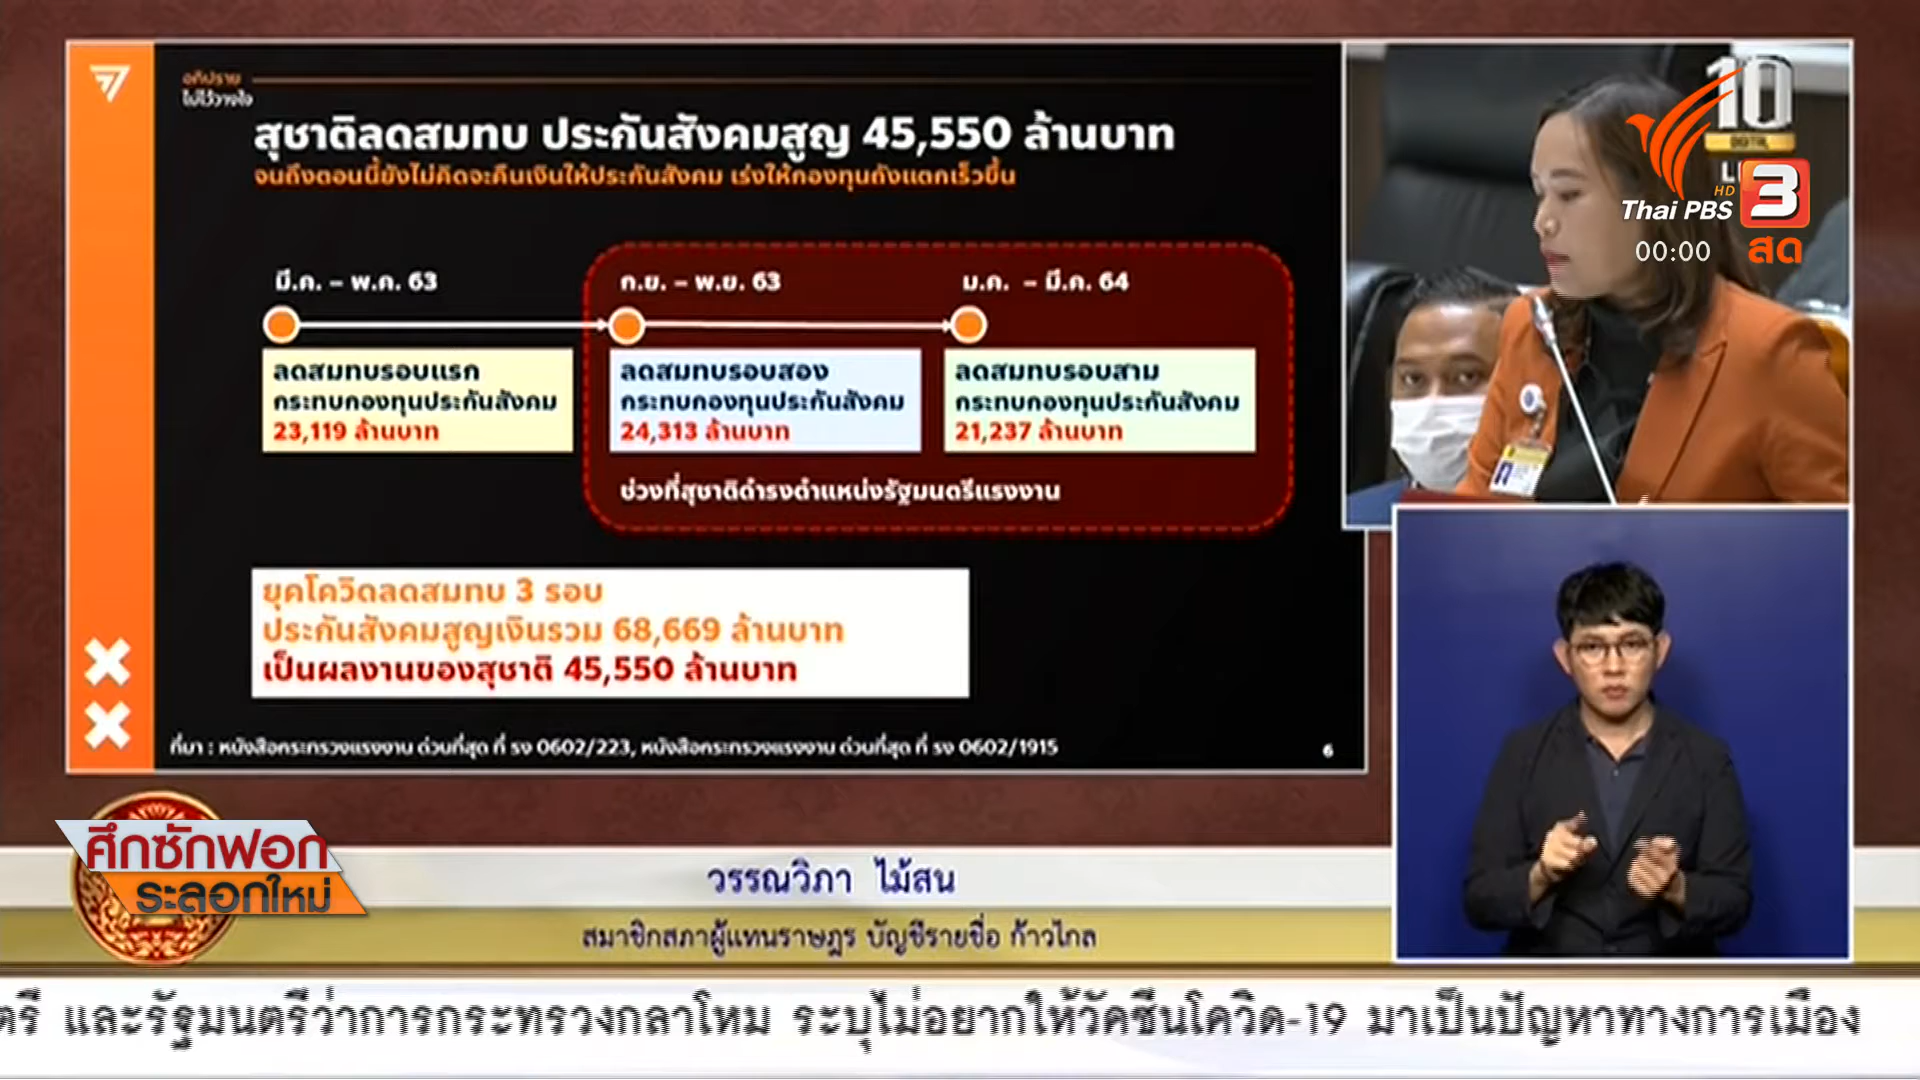 อภิปราย
ไม่ไว้วางใจ
สุชาติลดสมทบ ประกันสังคมสูญ 45,550 ล้านบาท
จนถึงตอนนี้ยังไม่คิดจะคืนเงินให้ประกันสังคม เร่งให้กองทุนถังแตกเร็วขึ้น
มี.ค. – พ.ค. 63
ก.ย. – พ.ย. 63
ม.ค. – มี.ค. 64
ลดสมทบรอบแรก
กระทบกองทุนประกันสังคม
23,119 ล้านบาท
ลดสมทบรอบสอง
กระทบกองทุนประกันสังคม
24,313 ล้านบาท
ลดสมทบรอบสาม
กระทบกองทุนประกันสังคม
21,237 ล้านบาท
ช่วงที่สุชาติดำรงตำแหน่งรัฐมนตรีแรงงาน
ยุคโควิดลดสมทบ 3 รอบ
ประกันสังคมสูญเงินรวม 68,669 ล้านบาท
เป็นผลงานของสุชาติ 45,550 ล้านบาท
ที่มา : หนังสือกระทรวงแรงงาน ด่วนที่สุด ที่ รง 0602/223, หนังสือกระทรวงแรงงาน ด่วนที่สุด ที่ รง 0602/1915
6
10
DIGITAL
HD
Thai PBS
3
00:00
สด
ศึกซักฟอก
ระลอกใหม่
วรรณวิภา ไม้สน
สมาชิกสภาผู้แทนราษฎร บัญชีรายชื่อ ก้าวไกล
ตรี และรัฐมนตรีว่าการกระทรวงกลาโหม ระบุไม่อยากให้วัคซีนโควิด-19 มาเป็นปัญหาทางการเมือง